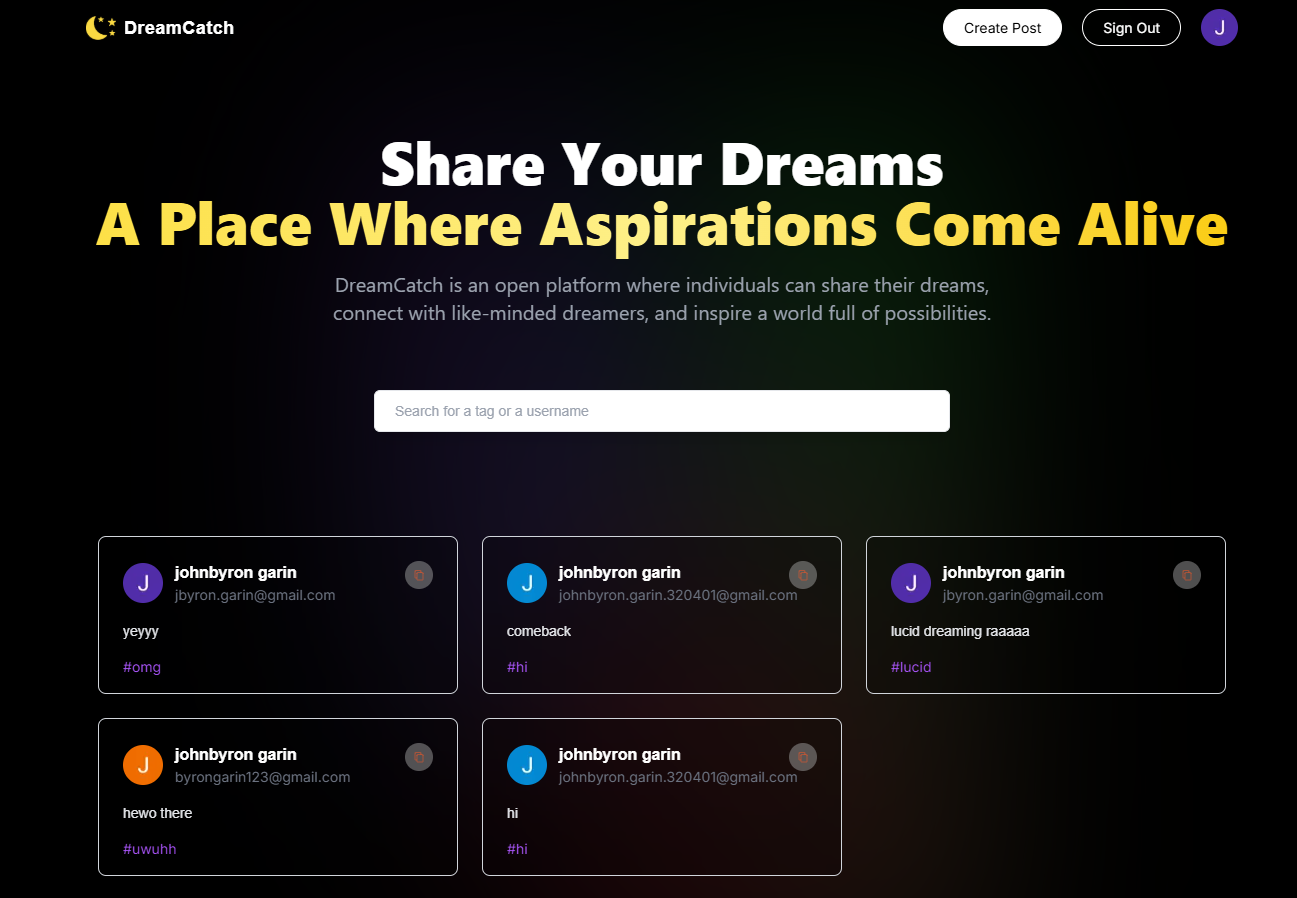 DreamCatch
Create Post
Sign Out
J
Share Your Dreams
A Place Where Aspirations Come Alive
DreamCatch is an open platform where individuals can share their dreams,
connect with like-minded dreamers, and inspire a world full of possibilities.
Search for a tag or a username
J
johnbyron garin
jbyron.garin@gmail.com
yeyyy
#omg
J
johnbyron garin
johnbyron.garin.320401@gmail.com
comeback
#hi
J
johnbyron garin
jbyron.garin@gmail.com
lucid dreaming raaaaa
#lucid
J
johnbyron garin
byrongarin123@gmail.com
hewo there
#uwuhh
J
johnbyron garin
johnbyron.garin.320401@gmail.com
hi
#hi